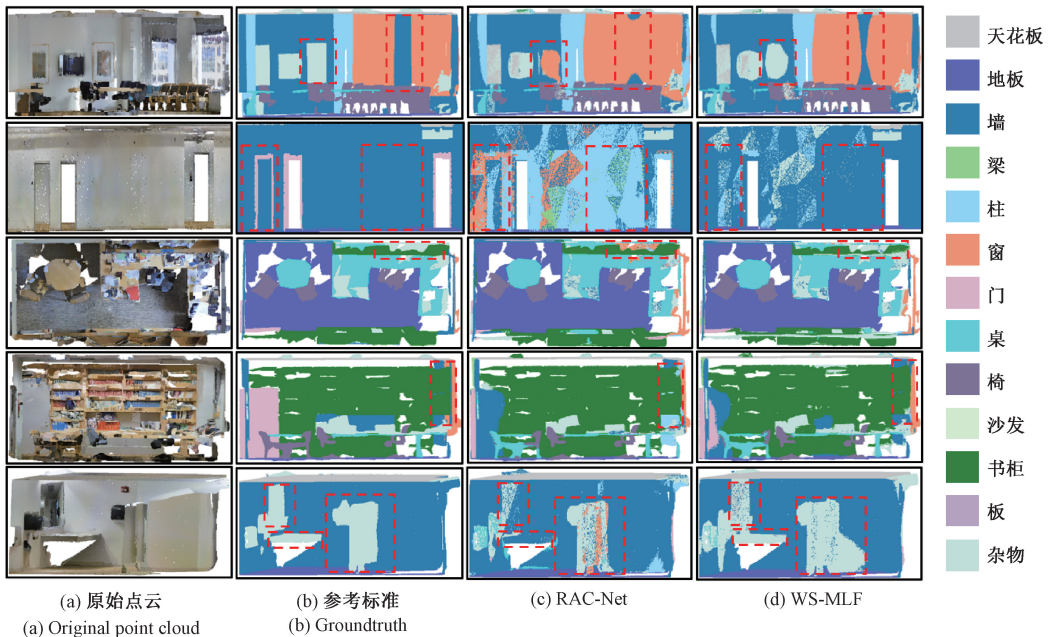 天花板
地板
墙
梁
柱
窗
门
桌
椅
沙发
书柜
板
杂物
(a) 原始点云
(b) 参考标准
(c) RAC-Net
(d) WS-MLF
(a) Original point cloud
(b) Groundtruth